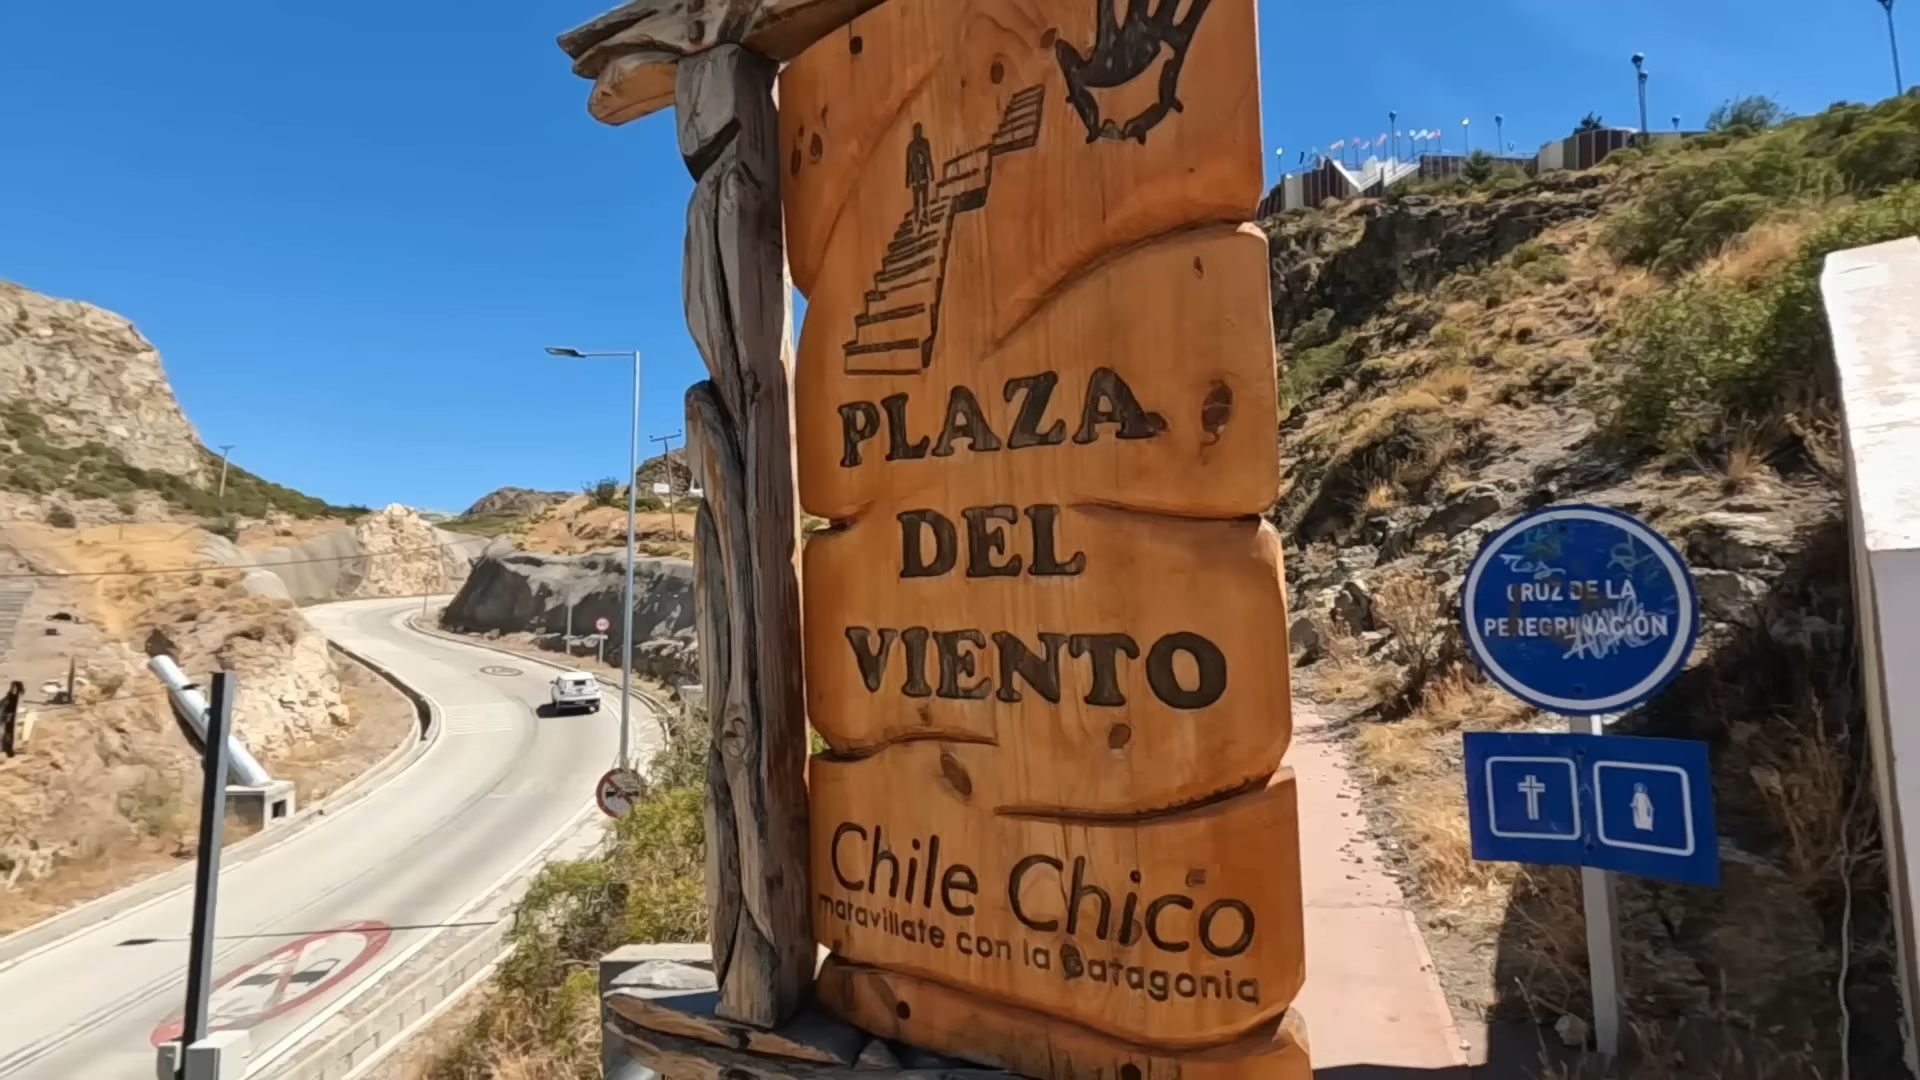 PLAZA
DEL
VIENTO
Chile Chico
maravillate con la Patagonia
CRUZ DE LA
PEREGRINACIÓN